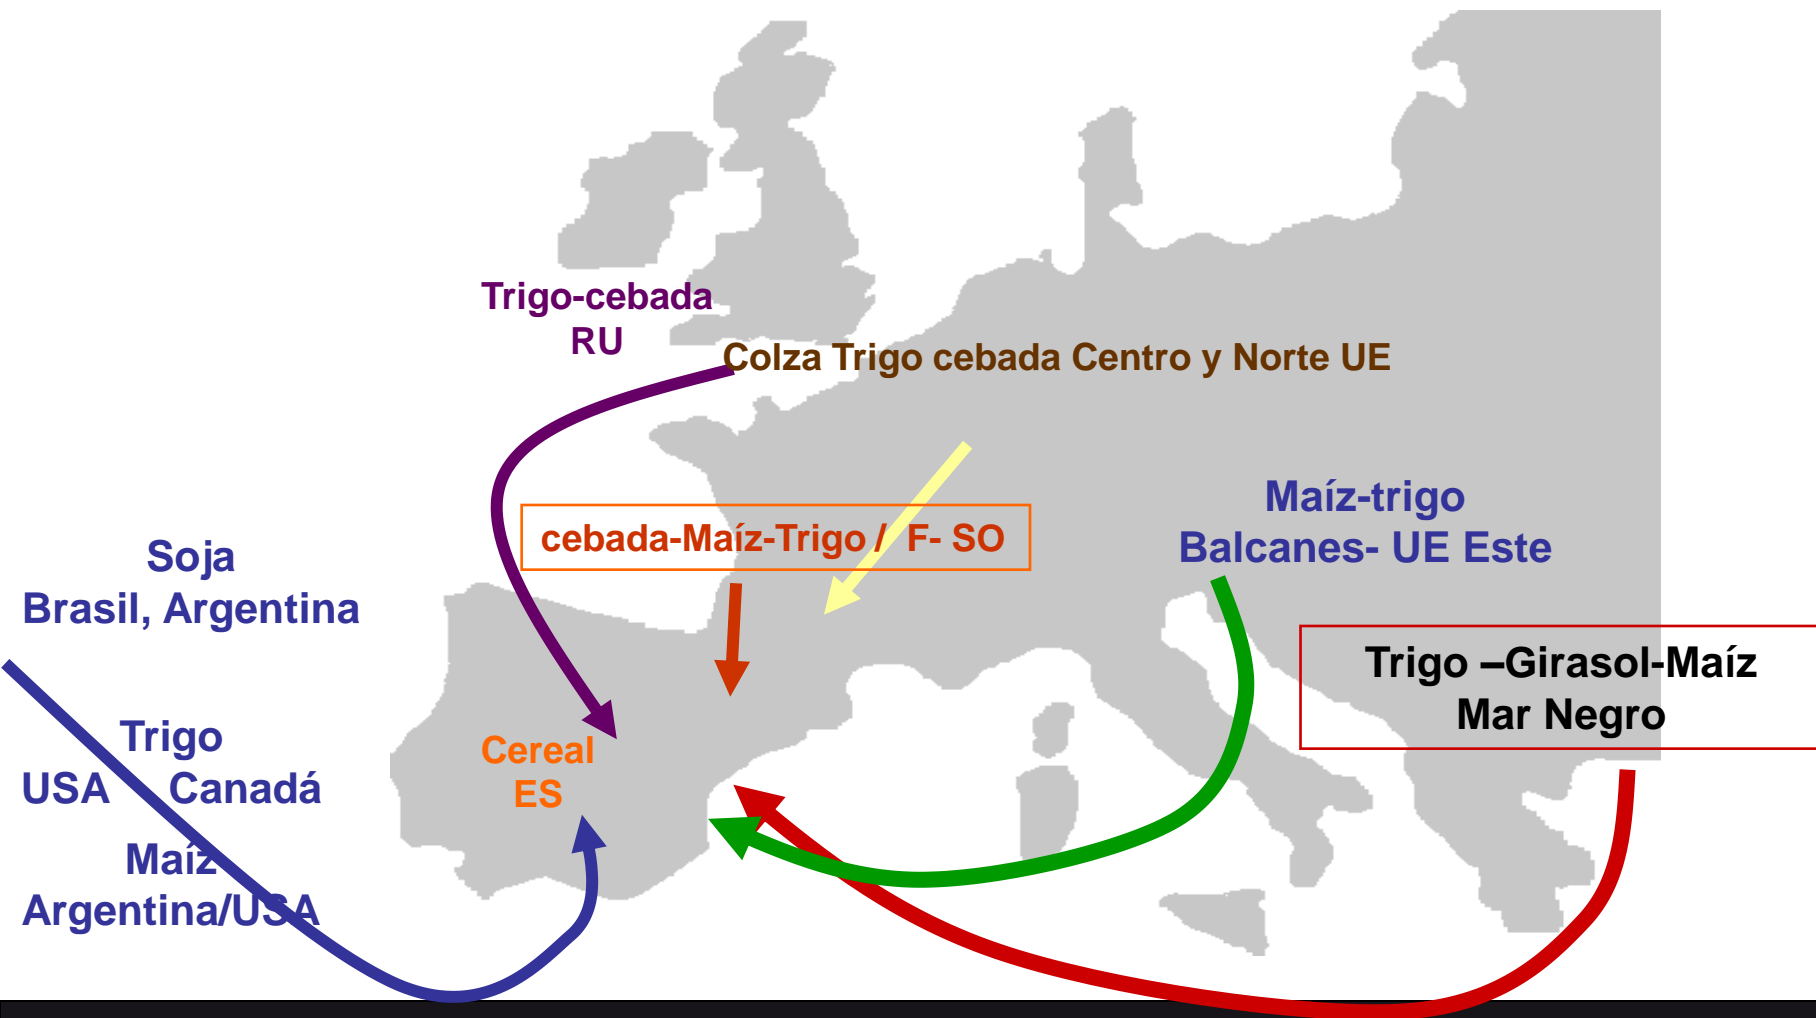 Trigo-cebada
RU
Colza Trigo cebada Centro y Norte UE
cebada-Maíz-Trigo / F- SO
Maíz-trigo
Balcanes- UE Este
Soja
Brasil, Argentina
Trigo –Girasol-Maíz
Mar Negro
Trigo
USA Canadá
Cereal
ES
Maíz
Argentina/USA